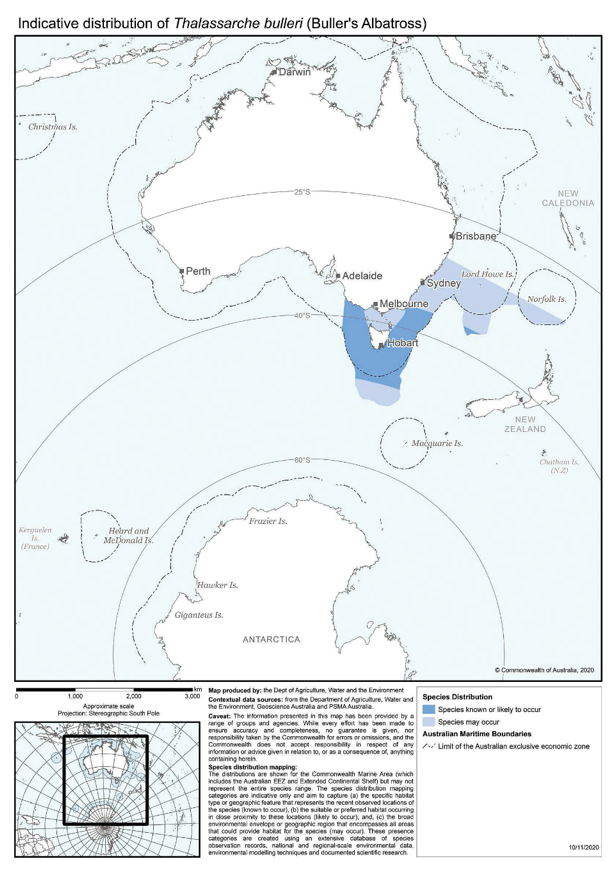 Indicative distribution of Thalassarche bulleri (Buller's Albatross)
Darwin
Christmas Is.
25°S
NEW
CALEDONIA
Brisbane
Perth
Adelaide
Lord Howe Is.
Sydney
Norfolk Is.
Melbourne
40°S
Hobart
NEW
ZEALAND
Macquarie Is.
Chatham Is.
(N.Z)
60°S
Frazier Is.
Kerguelen
Is.
(France)
Heard and
McDonald Is.
Hawker Is.
Giganteus Is.
ANTARCTICA
© Commonwealth of Australia, 2020
km
0 1,000 2,000 3,000
Approximate scale
Projection: Stereographic South Pole
Map produced by: the Dept of Agriculture, Water and the Environment
Contextual data sources: from the Department of Agriculture, Water and
the Environment, Geoscience Australia and PSMA Australia.
Caveat: The information presented in this map has been provided by a
range of groups and agencies. While every effort has been made to
ensure accuracy and completeness, no guarantee is given, nor
responsibility taken by the Commonwealth for errors or omissions, and the
Commonwealth does not accept responsibility in respect of any
information or advice given in relation to, or as a consequence of, anything
containing herein.
Species distribution mapping:
The distributions are shown for the Commonwealth Marine Area (which
includes the Australian EEZ and Extended Continental Shelf) but may not
represent the entire species range. The species distribution mapping
categories are indicative only and aim to capture (a) the specific habitat
type or geographic feature that represents the recent observed locations of
the species (known to occur), (b) the suitable or preferred habitat occurring
in close proximity to these locations (likely to occur); and, (c) the broad
environmental envelope or geographic region that encompasses all areas
that could provide habitat for the species (may occur). These presence
categories are created using an extensive database of species
observation records, national and regional-scale environmental data,
environmental modelling techniques and documented scientific research.
Species Distribution
Species known or likely to occur
Species may occur
Australian Maritime Boundaries
Limit of the Australian exclusive economic zone
10/11/2020